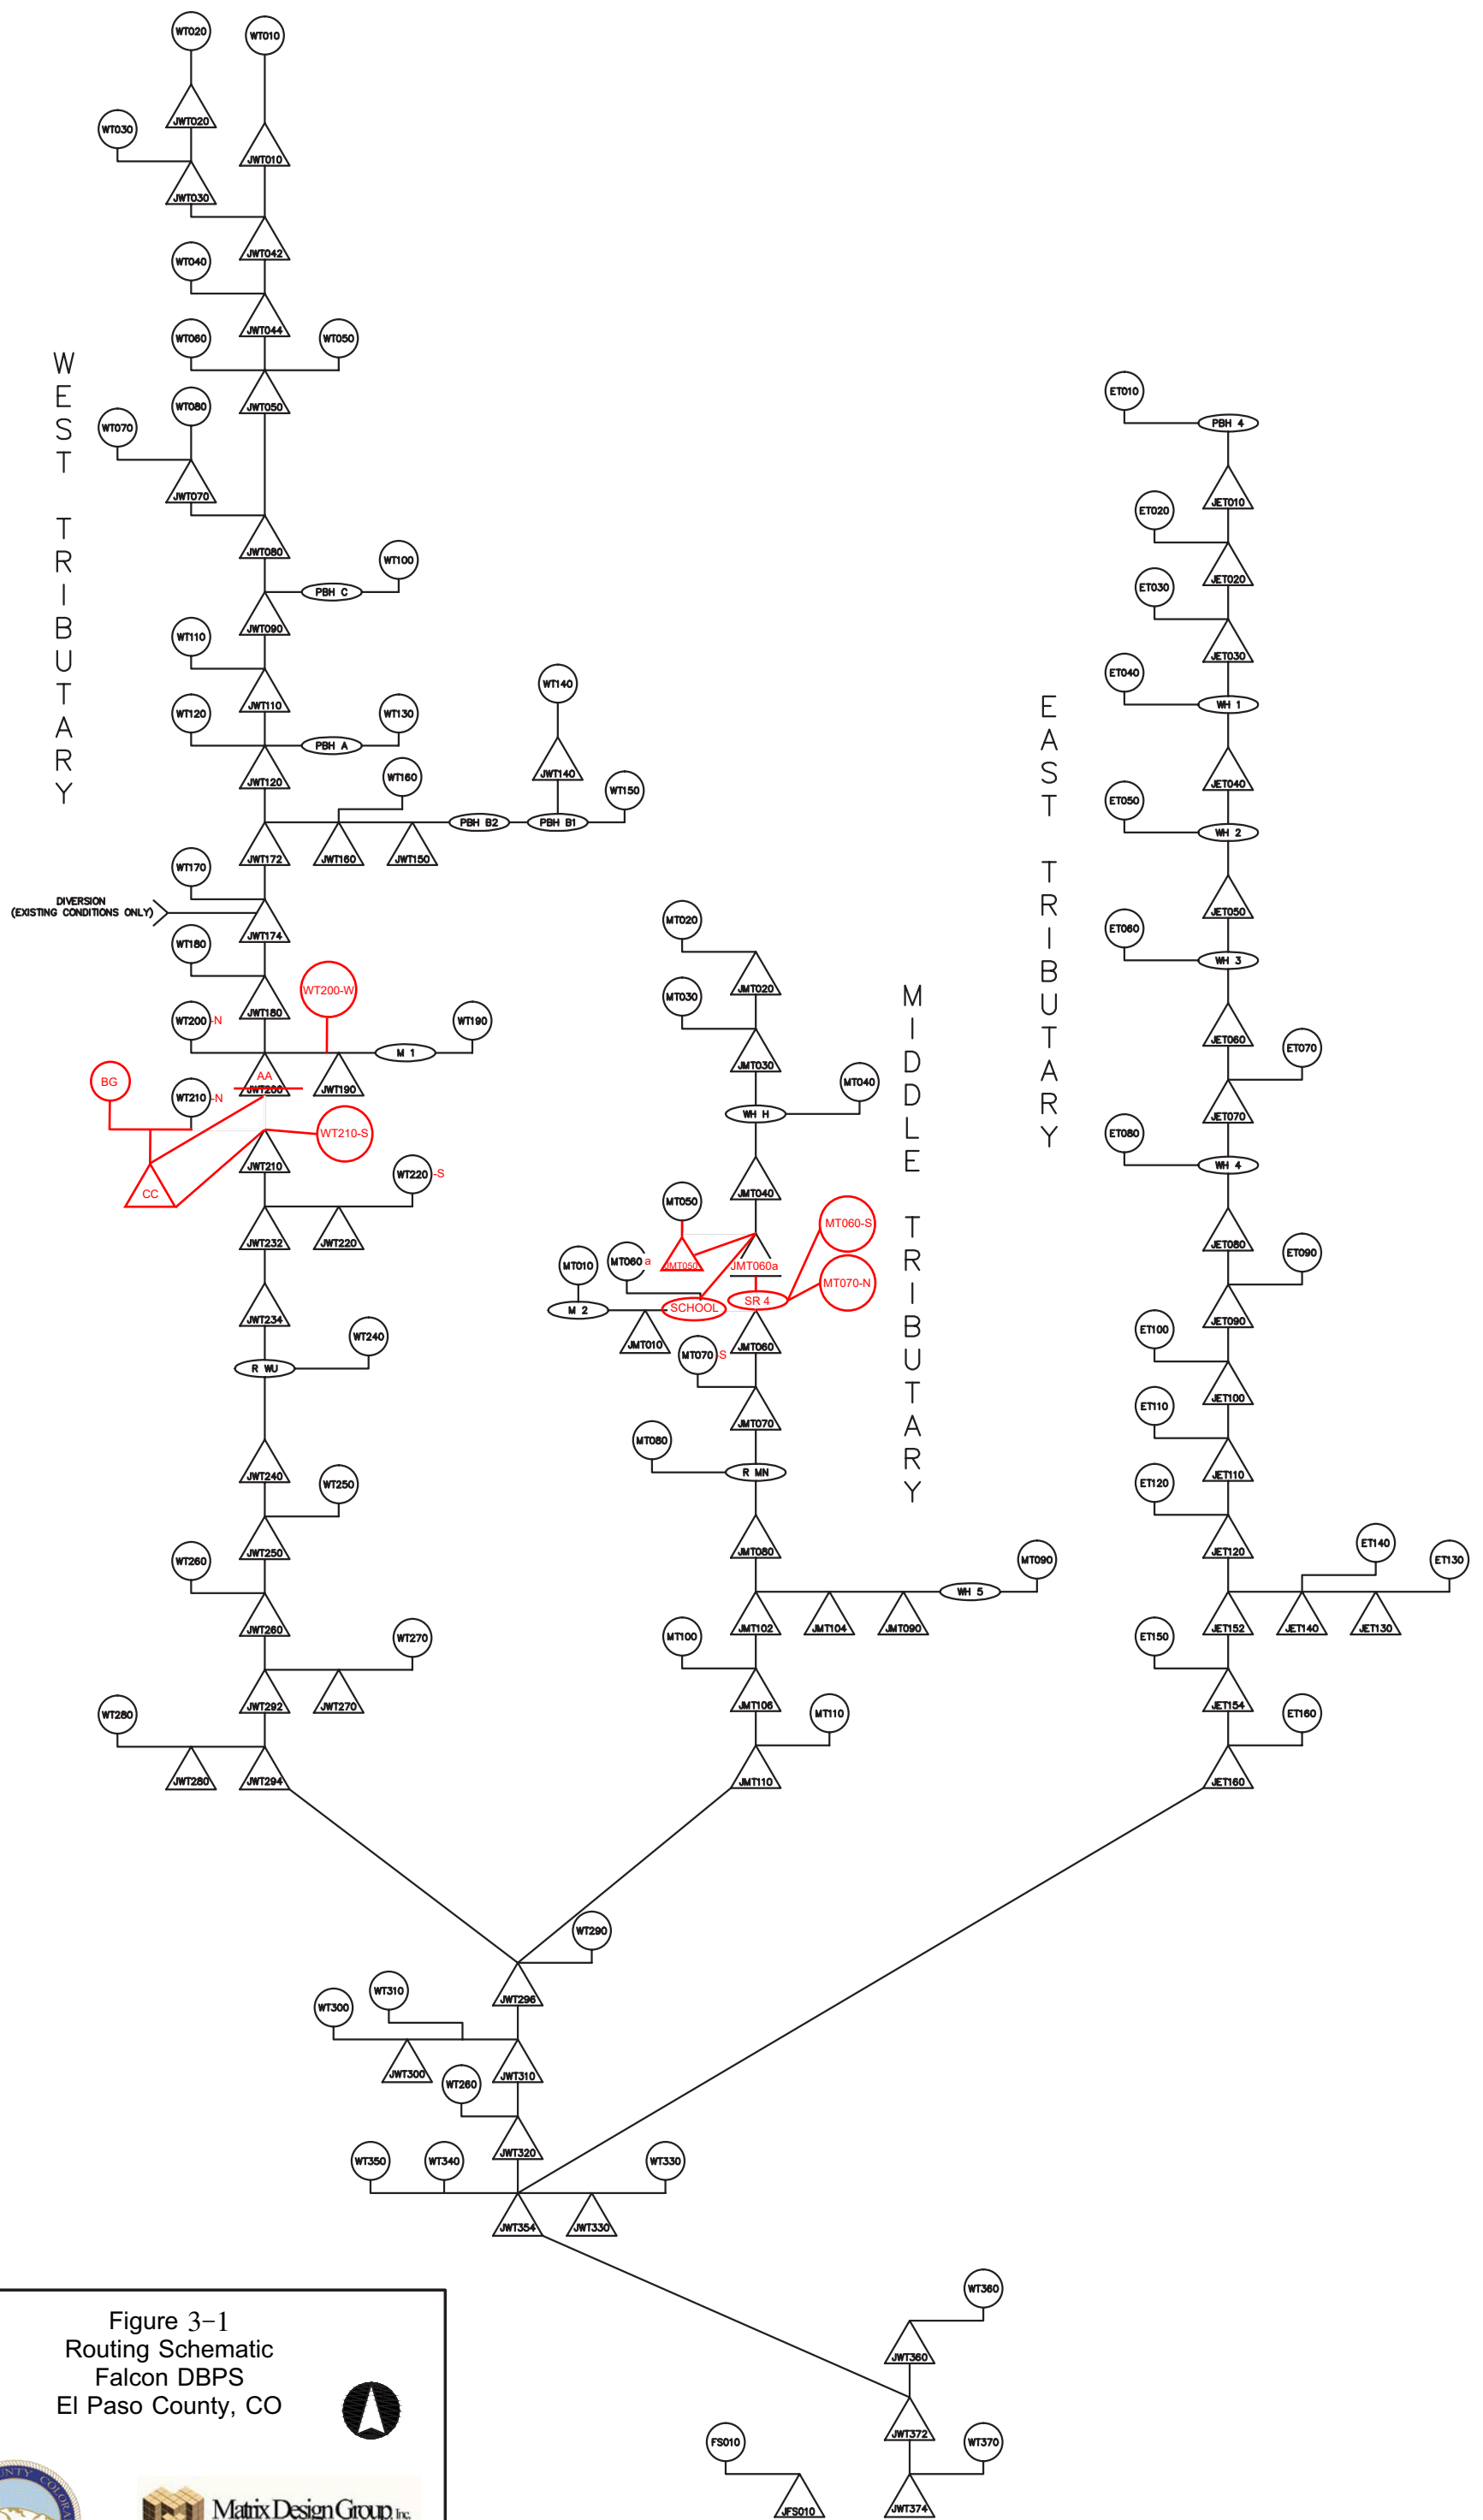 WT020
WT010
JWT020
WT030
JWT010
JWT030
JWT042
WT040
JWT044
WT060
WT050
JWT050
WT080
WT070
JWT070
JWT080
WT100
PBH C
JWT090
WT110
JWT110
WT120
WT130
PBH A
JWT120
WT140
JWT140
WT160
WT150
PBH B2
PBH B1
JWT172
JWT160
JWT150
WT170
DIVERSION
(EXISTING CONDITIONS ONLY)
JWT174
WT180
WT200-W
JWT180
WT200-N
WT190
M 1
AA
JWT200
JWT190
BG
WT210-N
WT210-S
JWT210
CC
WT220-S
JWT232
JWT220
JWT234
WT240
R WU
JWT240
WT250
JWT250
WT260
JWT260
WT270
JWT292
JWT270
WT280
JWT280
JWT294
WEST TRIBUTARY
MT020
JMT020
MT030
JMT030
MT040
WH H
JMT040
MT050
JMT050
MT060-S
MT060 a
JMT060a
MT070-N
MT010
SR 4
SCHOOL
M 2
JMT010
JMT060
MT070-S
JMT070
MT080
R MN
JMT080
MT090
WH 5
JMT102
JMT104
JMT090
MT100
JMT106
MT110
JMT110
MIDDLE TRIBUTARY
ET010
PBH 4
JET010
ET020
JET020
ET030
JET030
ET040
WH 1
JET040
ET050
WH 2
JET050
ET060
WH 3
JET060
ET070
JET070
ET080
WH 4
JET080
ET090
JET090
ET100
JET100
ET110
JET110
ET120
JET120
ET140
ET130
JET152
JET140
JET130
ET150
JET154
ET160
JET160
EAST TRIBUTARY
WT290
JWT296
WT310
WT300
JWT300
JWT310
WT260
JWT320
WT350
WT340
WT330
JWT354
JWT330
WT360
JWT360
JWT372
FS010
WT370
JFS010
JWT374
Figure 3-1
Routing Schematic
Falcon DBPS
El Paso County, CO
Matrix Design Group, Inc.